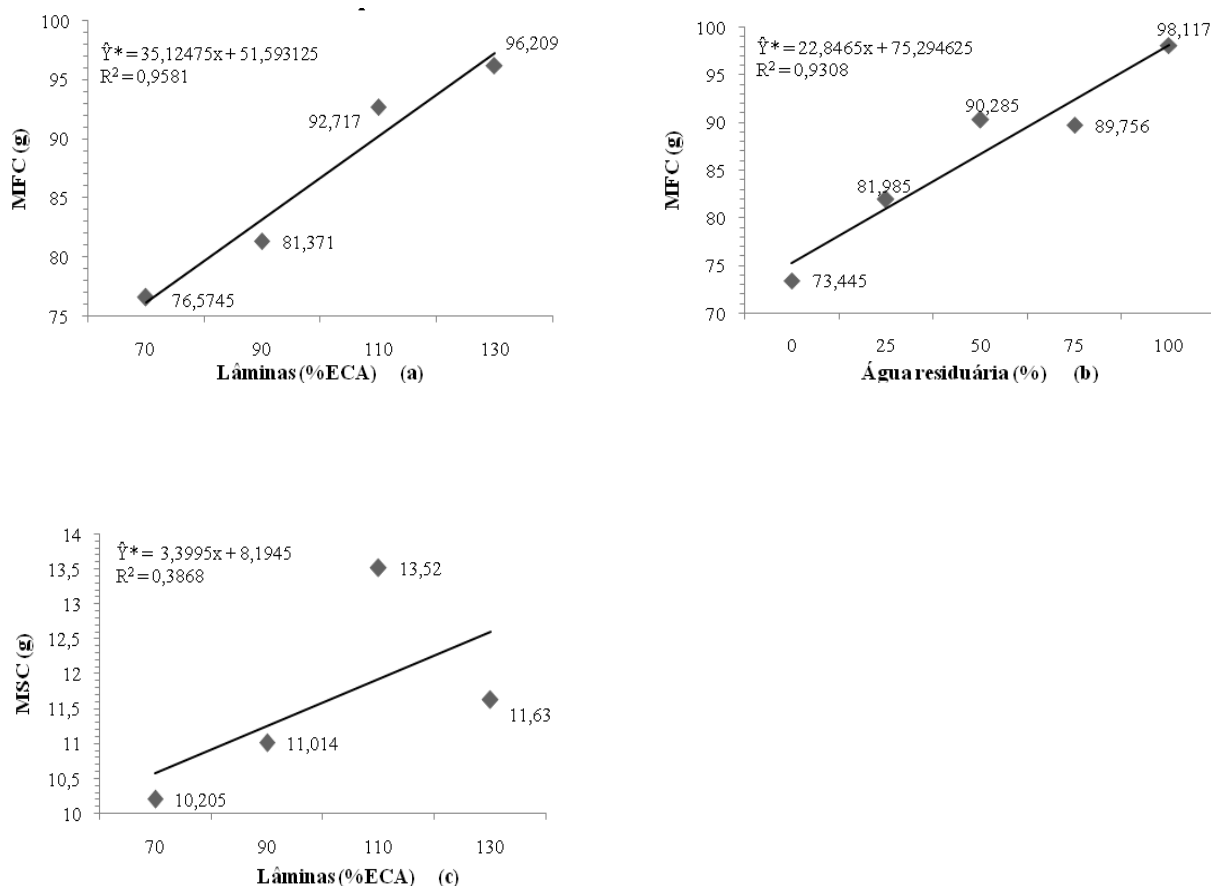 Ŷ* = 35,12475x + 51,593125
R² = 0,9581
MFC (g)
100
95
90
85
80
75
96,209
92,717
81,371
76,5745
70 90 110 130
Lâminas (%ECA) (a)
Ŷ* = 22,8465x + 75,294625
R² = 0,9308
MFC (g)
100
95
90
85
80
75
70
98,117
90,285
89,756
81,985
73,445
0 25 50 75 100
Água residuária (%) (b)
Ŷ* = 3,3995x + 8,1945
R² = 0,3868
MSC (g)
14
13,5
13
12,5
12
11,5
11
10,5
10
13,52
11,63
11,014
10,205
70 90 110 130
Lâminas (%ECA) (c)